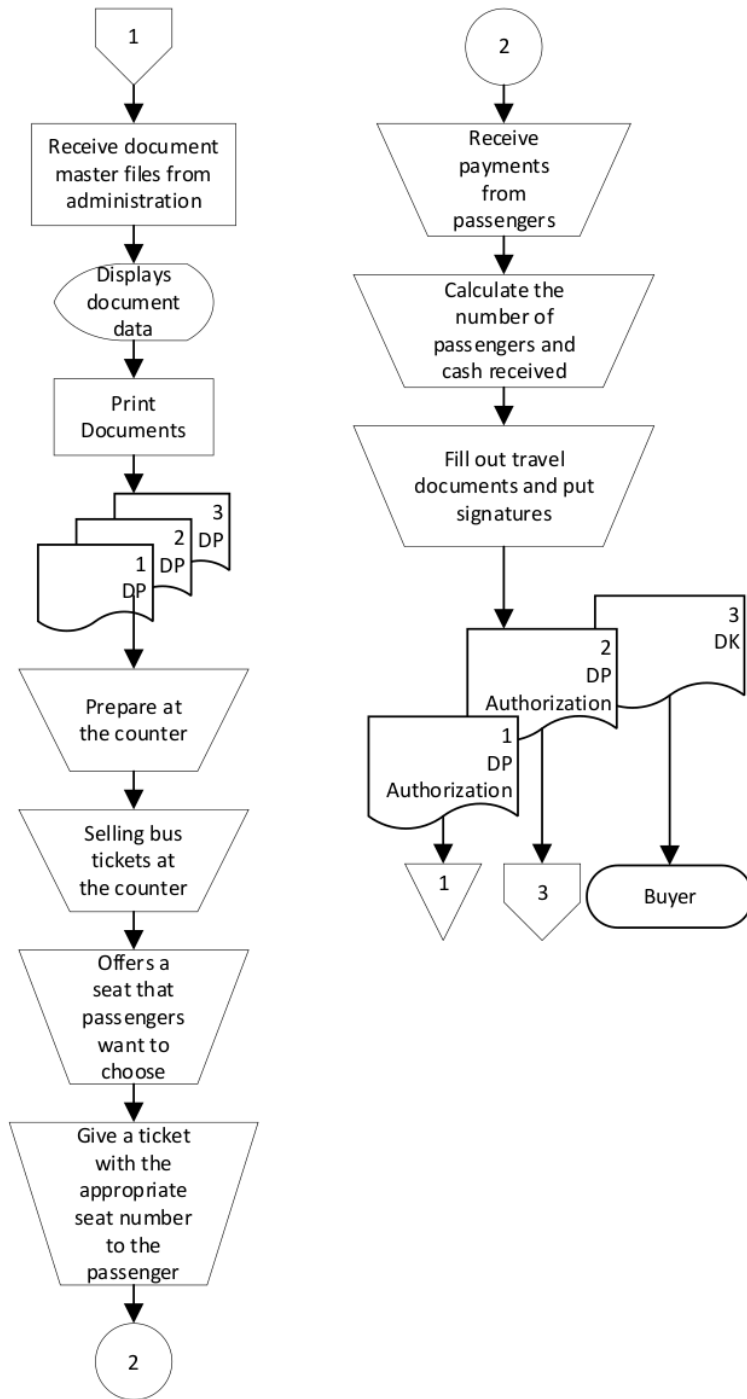 1
Receive document
master files from
administration
Displays
document
data
Print
Documents
3
DP
2
DP
1
DP
Prepare at
the counter
Selling bus
tickets at
the counter
Offers a
seat that
passengers
want to
choose
Give a ticket
with the
appropriate
seat number
to the
passenger
2
2
Receive
payments
from
passengers
Calculate the
number of
passengers and
cash received
Fill out travel
documents and put
signatures
3
DK
2
DP
Authorization
1
DP
Authorization
1
3
Buyer